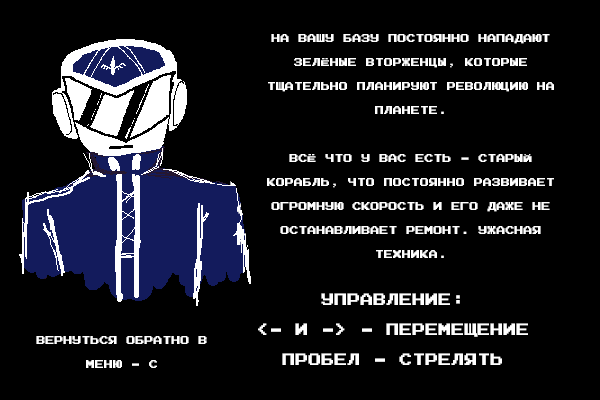 НА ВАШУ БАЗУ ПОСТОЯННО НАПАДАЮТ
ЗЕЛЁНЫЕ ВТОРЖЕНЦЫ, КОТОРЫЕ
ТЩАТЕЛЬНО ПЛАНИРУЮТ РЕВОЛЮЦИЮ НА
ПЛАНЕТЕ.
ВСЁ ЧТО У ВАС ЕСТЬ - СТАРЫЙ
КОРАБЛЬ, ЧТО ПОСТОЯННО РАЗВИВАЕТ
ОГРОМНУЮ СКОРОСТЬ И ЕГО ДАЖЕ НЕ
ОСТАНАВЛИВАЕТ РЕМОНТ. УЖАСНАЯ
ТЕХНИКА.
УПРАВЛЕНИЕ:
<- И -> - ПЕРЕМЕЩЕНИЕ
ПРОБЕЛ - СТРЕЛЯТЬ
ВЕРНУТЬСЯ ОБРАТНО В
МЕНЮ - С